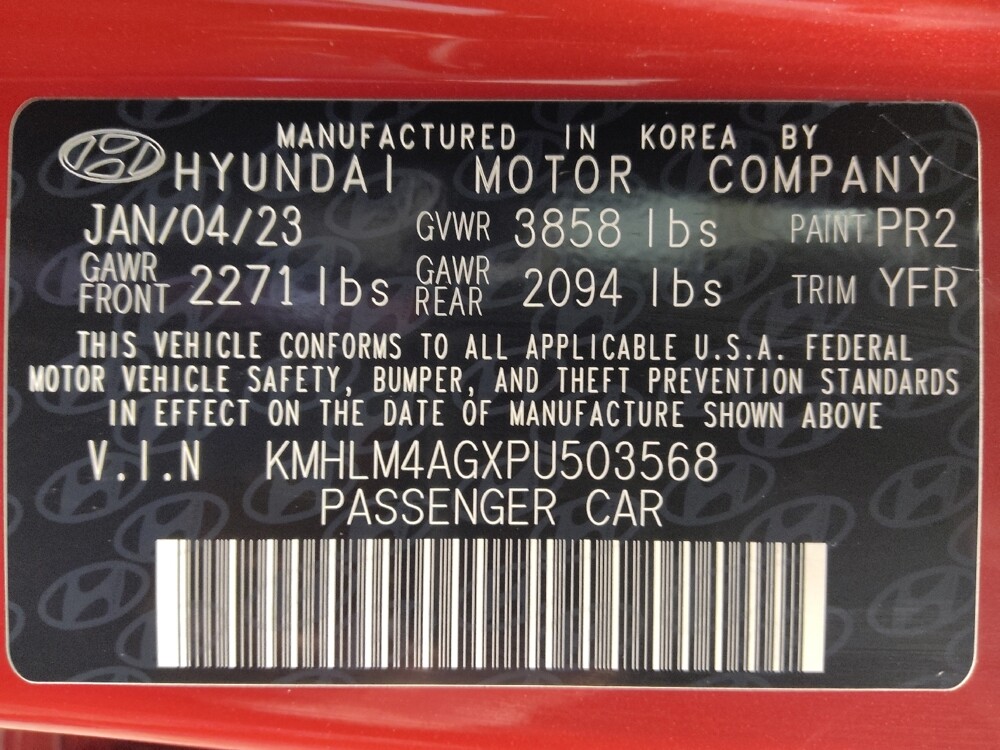 MANUFACTURED IN KOREA BY
HYUNDAI MOTOR COMPANY
JAN/04/23 GVWR 3858 lbs PAINT PR2
GAWR FRONT 2271 lbs GAWR REAR 2094 lbs TRIM YFR
THIS VEHICLE CONFORMS TO ALL APPLICABLE U.S.A. FEDERAL
MOTOR VEHICLE SAFETY, BUMPER, AND THEFT PREVENTION STANDARDS
IN EFFECT ON THE DATE OF MANUFACTURE SHOWN ABOVE
V.I.N KMHLM4AGXPU503568
PASSENGER CAR